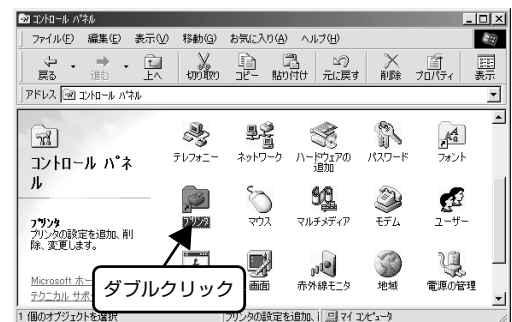 コントロール パネル
ファイル(F) 編集(E) 表示(V) 移動(G) お気に入り(A) ヘルプ(H)
戻る 進む 上へ 切り取り コピー 貼り付け 元に戻す 削除 プロパティ 表示
アドレス コントロール パネル
コントロール パネ
ル
プリンタ
プリンタの設定を追加、削
除、変更します。
Microsoft ホー
テクニカル サポ
テレフォニー ネットワーク ハードウェアの
追加 パスワード フォント
プリンタ マウス マルチメディア モデム ユーザー
画面 赤外線モニタ 地域 電源の管理
ダブルクリック
1 個のオブジェクトを選択 プリンタの設定を追加、i マイ コンピュータ